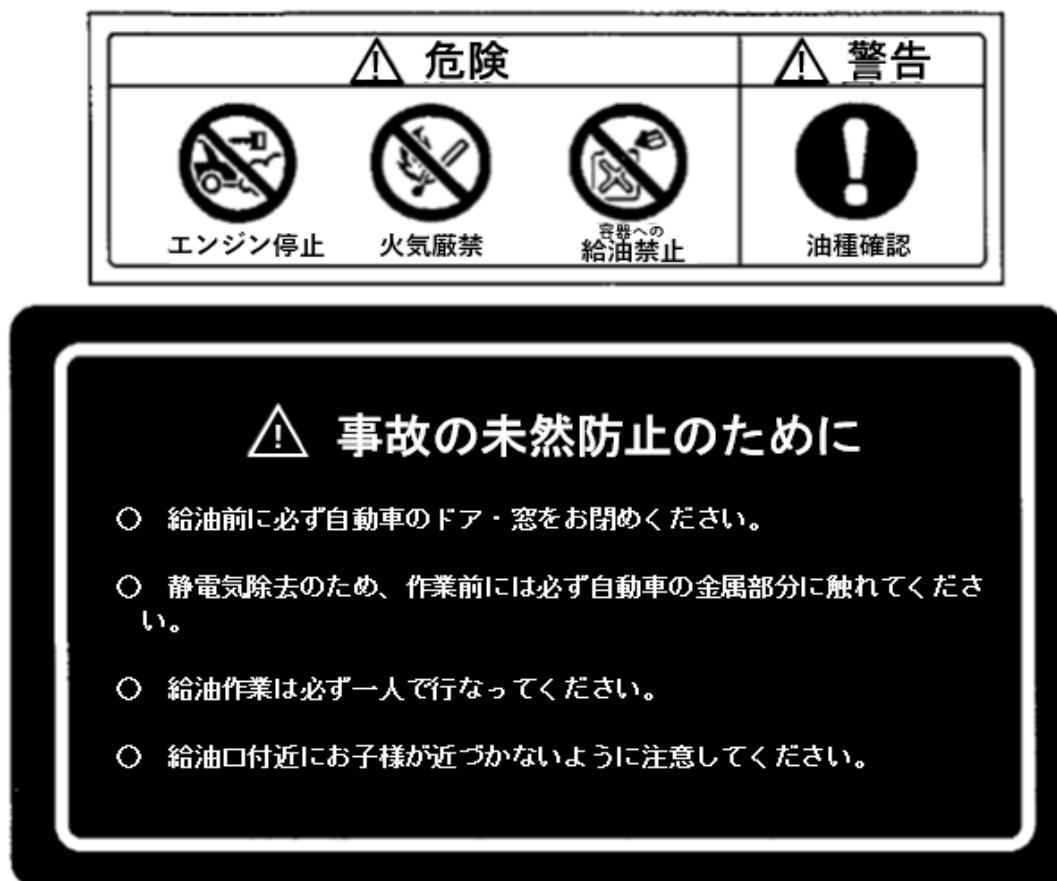 危険
警告
エンジン停止
火気厳禁
容器への
給油禁止
油種確認
事故の未然防止のために
○ 給油前に必ず自動車のドア・窓をお閉めください。
○ 静電気除去のため、作業前には必ず自動車の金属部分に触れてくださ
い。
○ 給油作業は必ず一人で行なってください。
○ 給油口付近にお子様が近づかないように注意してください。